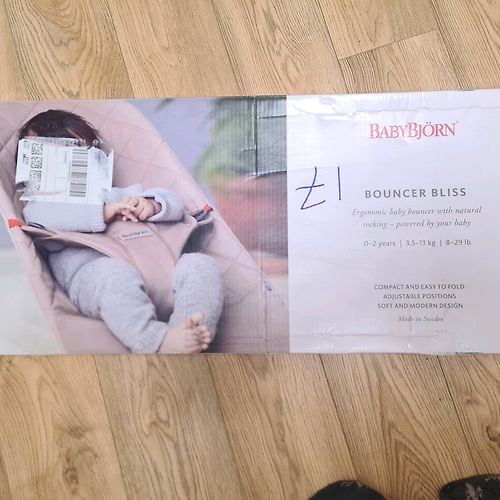 BABYBJÖRN®
BOUNCER BLISS
Ergonomic baby bouncer with natural
rocking – powered by your baby
0–2 years | 3.5–13 kg | 8–29 lb
COMPACT AND EASY TO FOLD
ADJUSTABLE POSITIONS
SOFT AND MODERN DESIGN
Made in Sweden
BABYBJÖRN